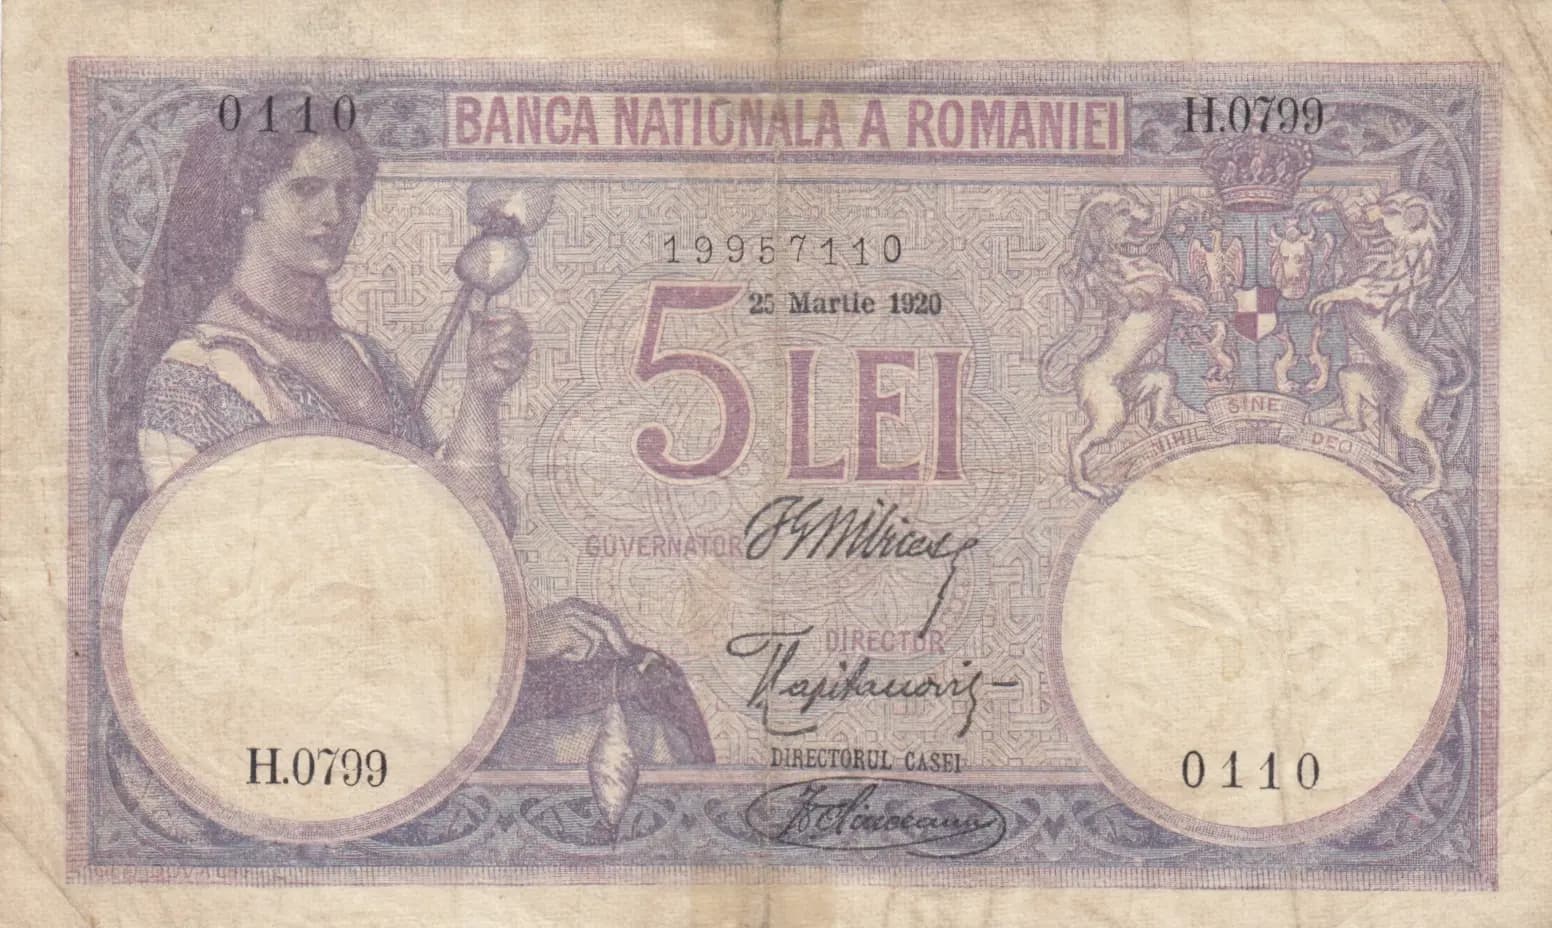 0110
BANCA NATIONALA A ROMANIEI
H.0799
19957110
25 Martie 1920
5 LEI
NIHIL SINE DEO
GUVERNATOR
DIRECTOR
DIRECTORUL CASEI
H.0799
0110